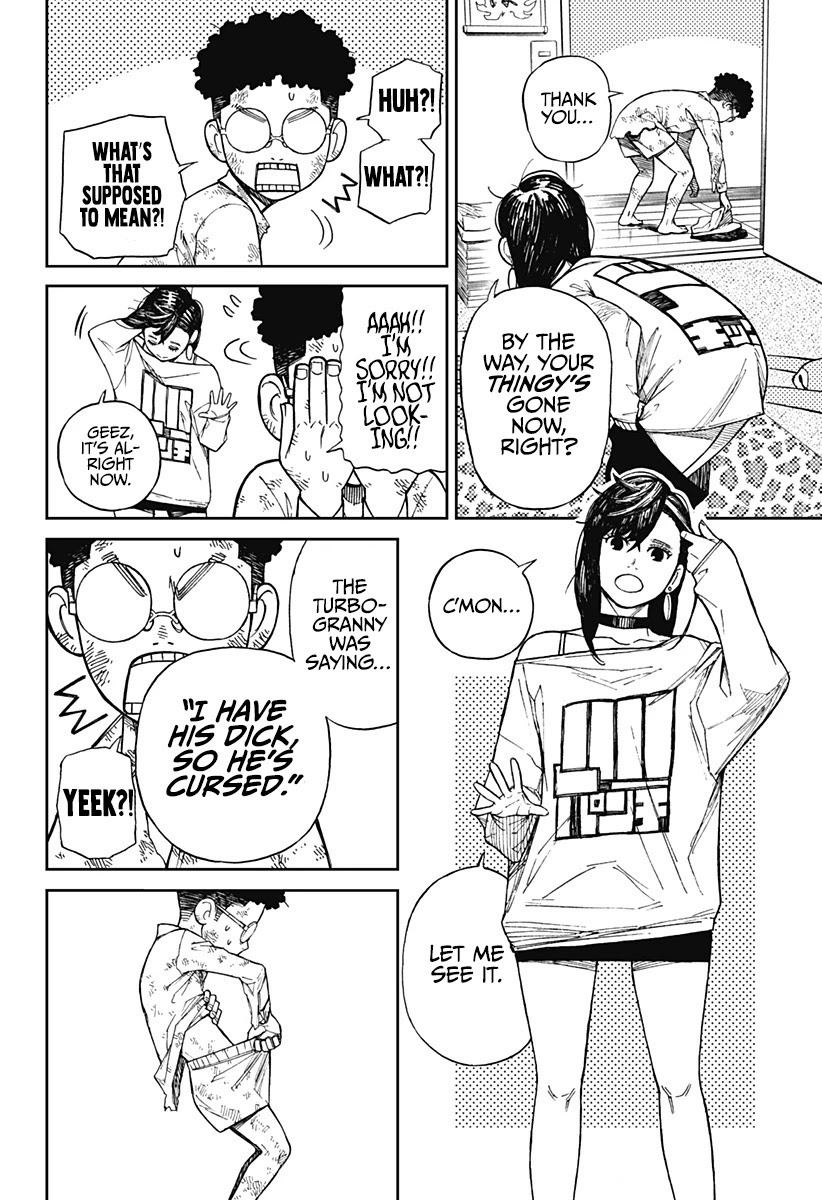 THANK
YOU...
BY THE
WAY, YOUR
THINGY'S
GONE
NOW,
RIGHT?
HUH?!
WHAT?!
WHAT'S
THAT
SUPPOSED
TO MEAN?!
AAAH!!
I'M
SORRY!!
I'M NOT
LOOK-
ING!!
GEEZ,
IT'S AL-
RIGHT
NOW.
C'MON...
LET ME
SEE IT.
THE
TURBO-
GRANNY
WAS
SAYING...
"I HAVE
HIS DICK,
SO HE'S
CURSED."
YEEK?!